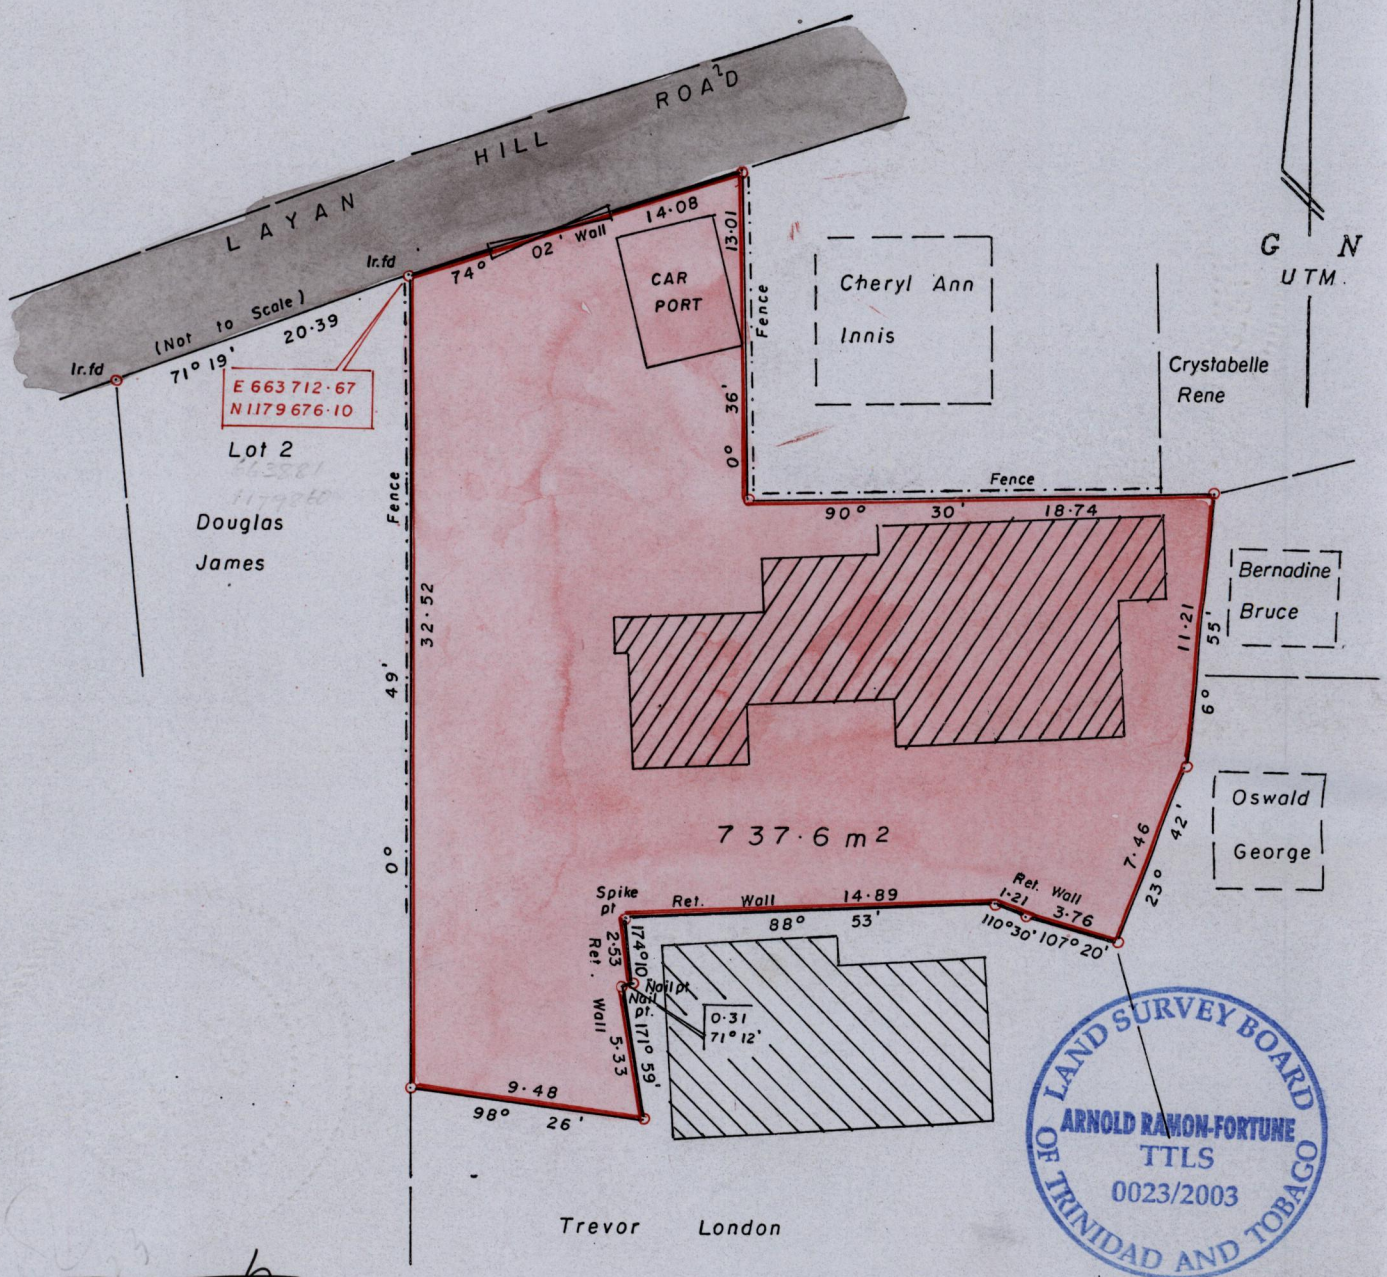 LAYAN HILL ROAD
2
G N
UTM.
Ir.fd
74° 02' Wall 14·08
(Not to Scale)
71° 19' 20·39
Ir.fd
E 663 712·67
N 1179 676·10
CAR
PORT
0° 36' 13·01
Fence
Cheryl Ann
Innis
Crystabelle
Rene
Lot 2
Douglas
James
Fence
0° 49' 32·52
Fence
90° 30' 18·74
Bernadine
Bruce
11·21
6° 55'
Oswald
George
7·46
23° 42'
737·6 m²
Spike
pt
Ret. Wall 14·89
88° 53'
Ret. Wall
1·21 3·76
110°30' 107°20'
2·53
174°10'
Ret. Wall
Nail pt
Nail
pt.
0·31
71° 12'
5·33
171° 59'
9·48
98° 26'
Trevor London
LAND SURVEY BOARD
ARNOLD RAMON-FORTUNE
TTLS
0023/2003
OF TRINIDAD AND TOBAGO